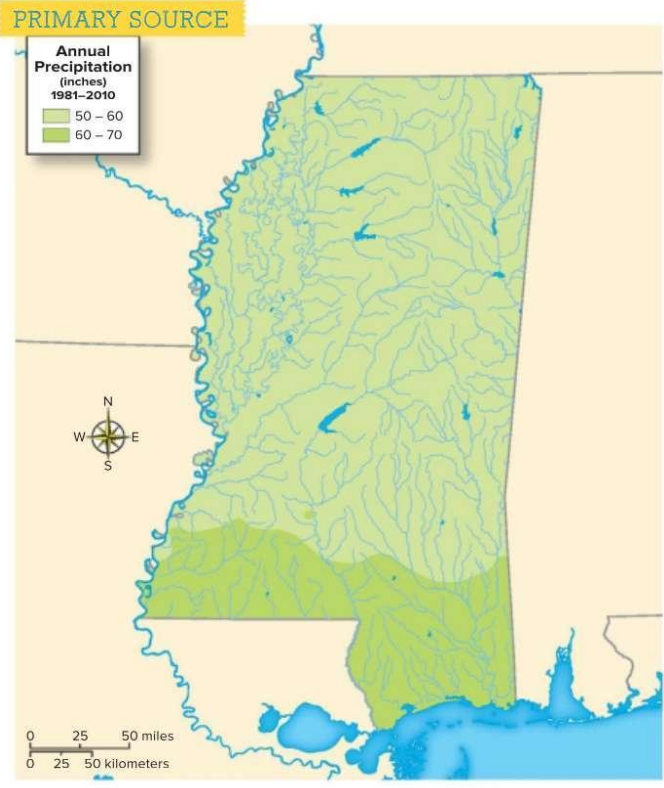 PRIMARY SOURCE
Annual
Precipitation
(inches)
1981–2010
50 – 60
60 – 70
N
W E
S
0 25 50 miles
0 25 50 kilometers